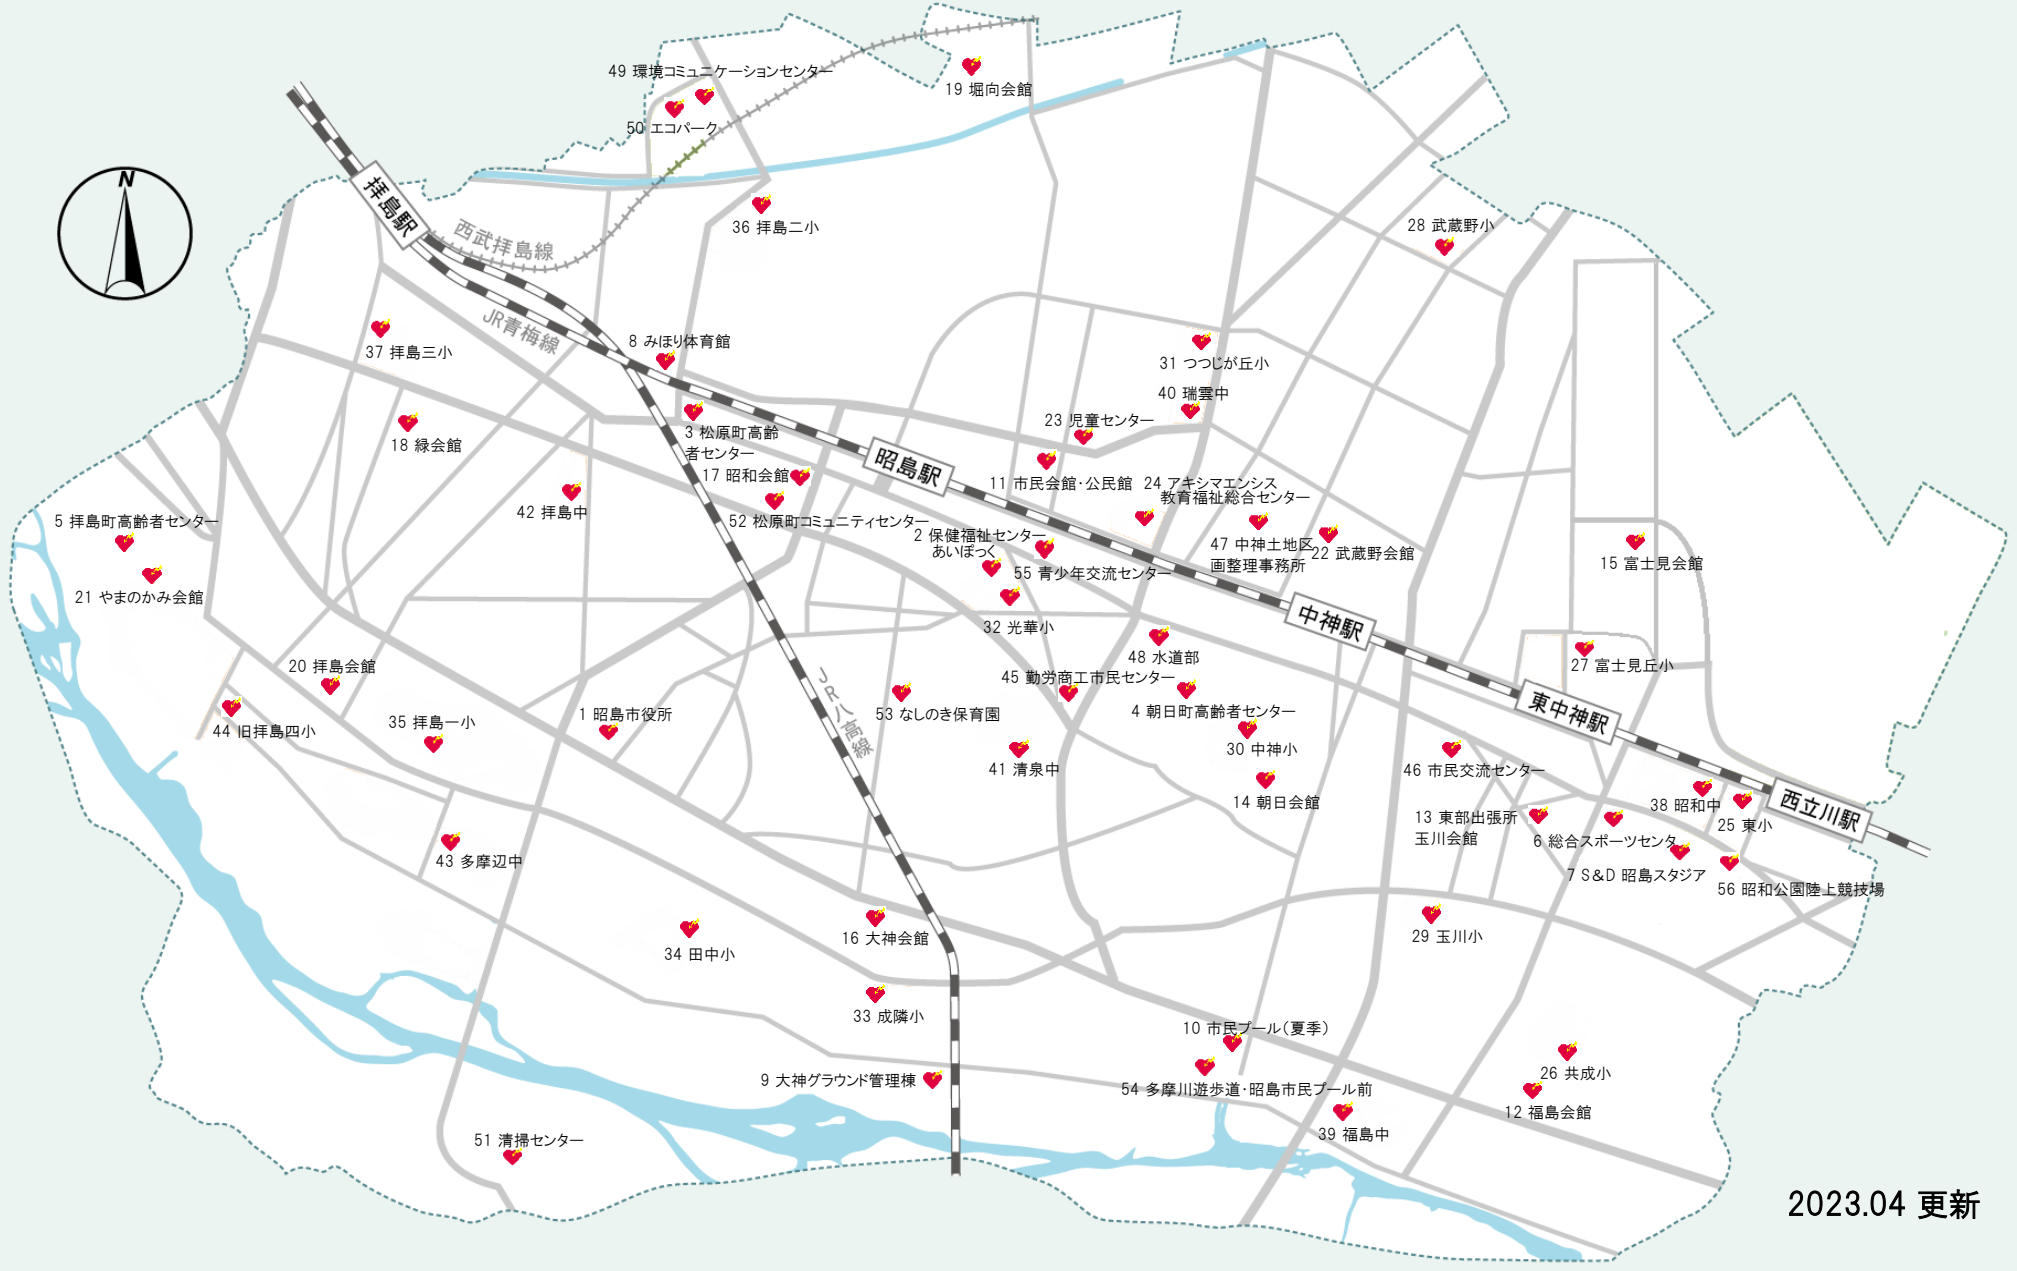 49 環境コミュニケーションセンター
19 堀向会館
50 エコパーク
N
拝島駅
西武拝島線
36 拝島二小
28 武蔵野小
JR青梅線
37 拝島三小
8 みほり体育館
31 つつじが丘小
40 瑞雲中
18 緑会館
3 松原町高齢
者センター
23 児童センター
昭島駅
17 昭和会館
11 市民会館・公民館
24 アキシマエンシス
教育福祉総合センター
42 拝島中
52 松原町コミュニティセンター
5 拝島町高齢者センター
2 保健福祉センター
あいぽっく
47 中神土地区
画整理事務所
22 武蔵野会館
15 富士見会館
55 青少年交流センター
21 やまのかみ会館
32 光華小
中神駅
48 水道部
27 富士見丘小
20 拝島会館
45 勤労商工市民センター
JR八高線
44 旧拝島四小
35 拝島一小
1 昭島市役所
53 なしのき保育園
4 朝日町高齢者センター
東中神駅
30 中神小
41 清泉中
46 市民交流センター
14 朝日会館
38 昭和中
西立川駅
13 東部出張所
玉川会館
25 東小
6 総合スポーツセンタ
43 多摩辺中
7 S&D 昭島スタジア
56 昭和公園陸上競技場
16 大神会館
29 玉川小
34 田中小
33 成隣小
10 市民プール（夏季）
9 大神グラウンド管理棟
54 多摩川遊歩道・昭島市民プール前
26 共成小
12 福島会館
39 福島中
51 清掃センター
2023.04 更新